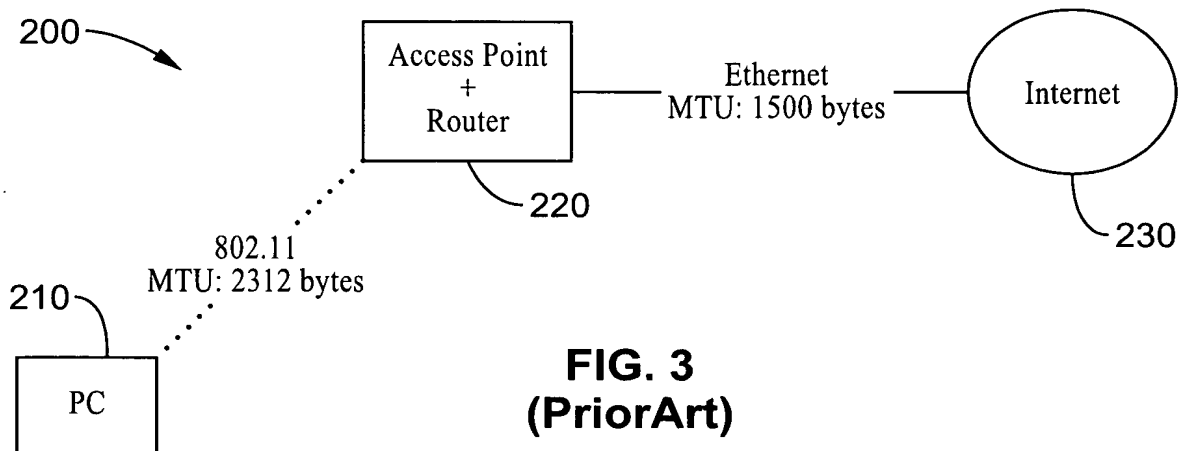 200
Access Point
+
Router
Ethernet
MTU: 1500 bytes
Internet
220
230
802.11
MTU: 2312 bytes
210
PC
FIG. 3
(PriorArt)